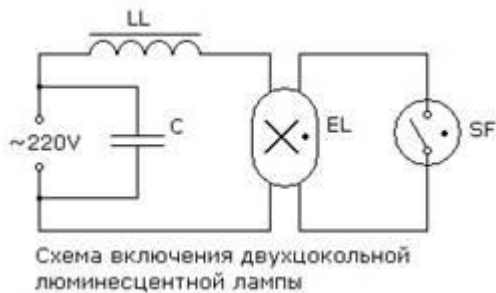 LL
C
EL
SF
~220V
Схема включения двухцокольной
люминесцентной лампы